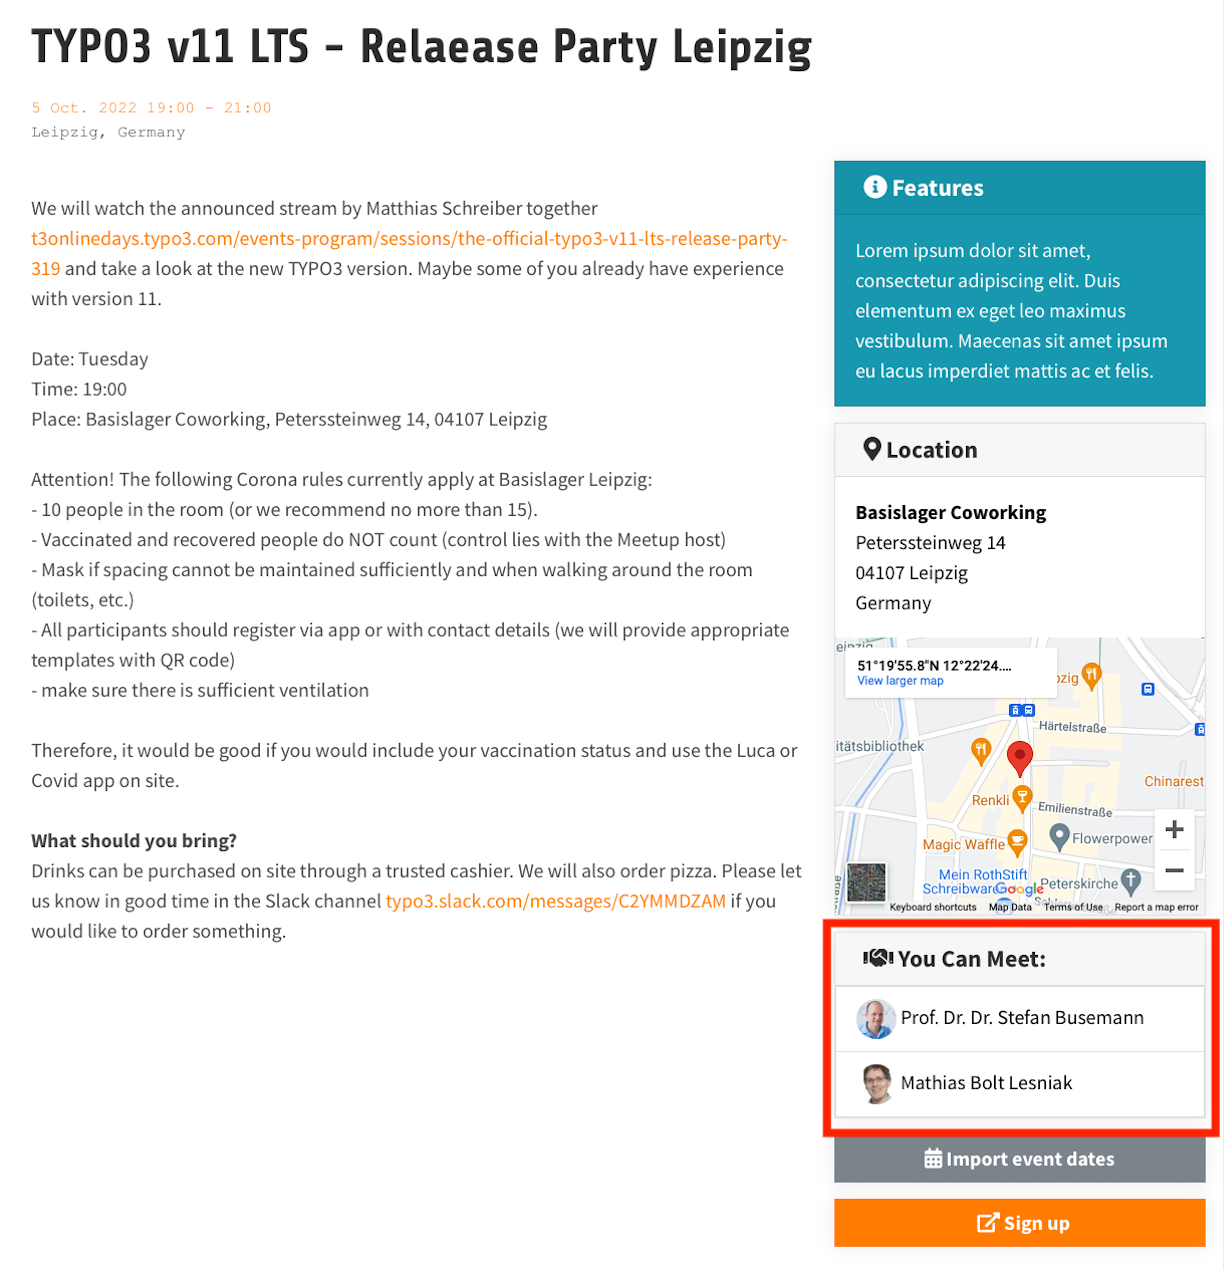 TYPO3 v11 LTS - Relaease Party Leipzig
5 Oct. 2022 19:00 - 21:00
Leipzig, Germany
We will watch the announced stream by Matthias Schreiber together
t3onlinedays.typo3.com/events-program/sessions/the-official-typo3-v11-lts-release-party-
319 and take a look at the new TYPO3 version. Maybe some of you already have experience
with version 11.
Date: Tuesday
Time: 19:00
Place: Basislager Coworking, Peterssteinweg 14, 04107 Leipzig
Attention! The following Corona rules currently apply at Basislager Leipzig:
- 10 people in the room (or we recommend no more than 15).
- Vaccinated and recovered people do NOT count (control lies with the Meetup host)
- Mask if spacing cannot be maintained sufficiently and when walking around the room
(toilets, etc.)
- All participants should register via app or with contact details (we will provide appropriate
templates with QR code)
- make sure there is sufficient ventilation
Therefore, it would be good if you would include your vaccination status and use the Luca or
Covid app on site.
What should you bring?
Drinks can be purchased on site through a trusted cashier. We will also order pizza. Please let
us know in good time in the Slack channel typo3.slack.com/messages/C2YMMDZAM if you
would like to order something.
Features
Lorem ipsum dolor sit amet,
consectetur adipiscing elit. Duis
elementum ex eget leo maximus
vestibulum. Maecenas sit amet ipsum
eu lacus imperdiet mattis ac et felis.
Location
Basislager Coworking
Peterssteinweg 14
04107 Leipzig
Germany
51°19'55.8"N 12°22'24....
View larger map
zig
Härtelstraße
itätsbibliothek
Chinarest
Renkli
Emilienstraße
Flowerpower
Magic Waffle
Mein RothStift
Schreibwar
Google
Peterskirche
Keyboard shortcuts
Map Data
Terms of Use
Report a map error
You Can Meet:
Prof. Dr. Dr. Stefan Busemann
Mathias Bolt Lesniak
Import event dates
Sign up